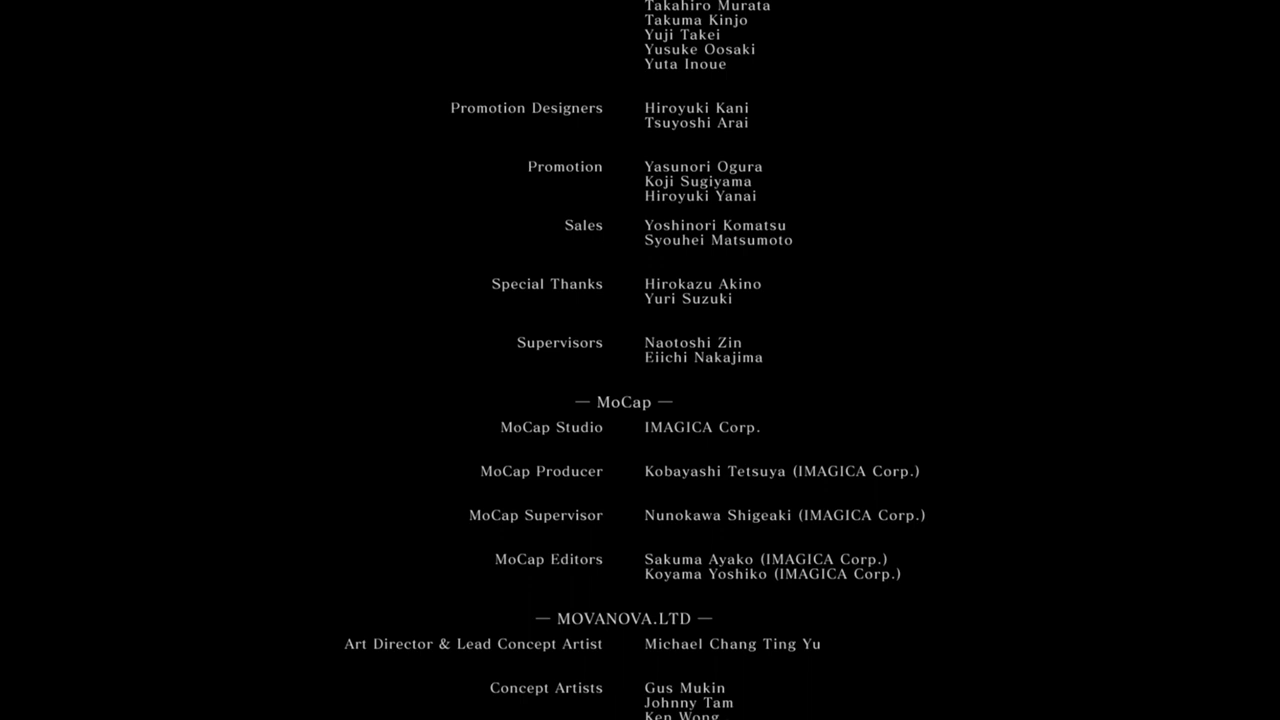 Takahiro Murata
Takuma Kinjo
Yuji Takei
Yusuke Oosaki
Yuta Inoue
Promotion Designers Hiroyuki Kani
Tsuyoshi Arai
Promotion Yasunori Ogura
Koji Sugiyama
Hiroyuki Yanai
Sales Yoshinori Komatsu
Syouhei Matsumoto
Special Thanks Hirokazu Akino
Yuri Suzuki
Supervisors Naotoshi Zin
Eiichi Nakajima
— MoCap —
MoCap Studio IMAGICA Corp.
MoCap Producer Kobayashi Tetsuya (IMAGICA Corp.)
MoCap Supervisor Nunokawa Shigeaki (IMAGICA Corp.)
MoCap Editors Sakuma Ayako (IMAGICA Corp.)
Koyama Yoshiko (IMAGICA Corp.)
— MOVANOVA.LTD —
Art Director & Lead Concept Artist Michael Chang Ting Yu
Concept Artists Gus Mukin
Johnny Tam
Ken Wong